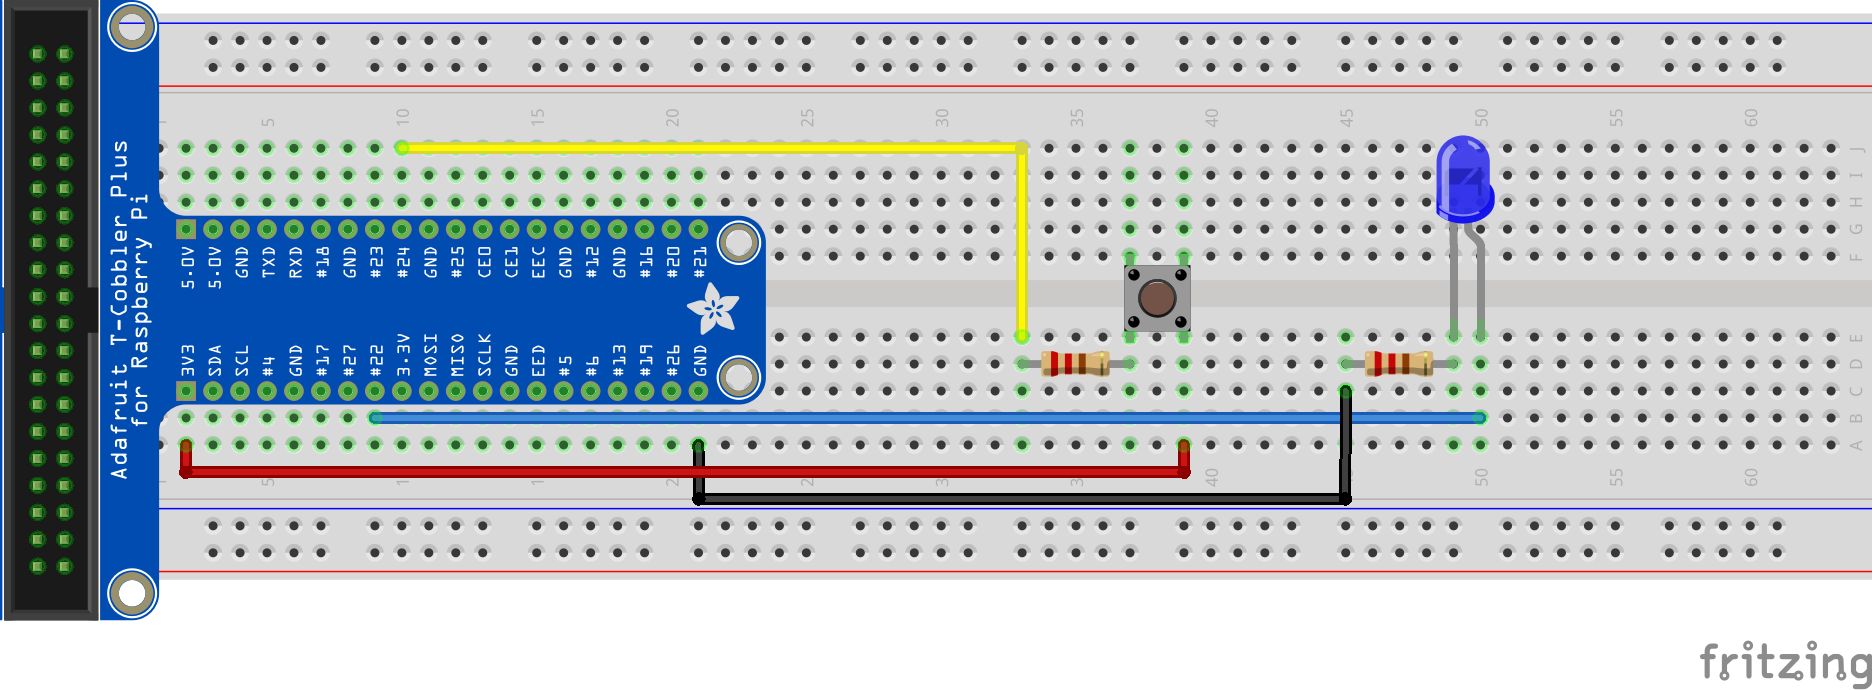 5 10 15 20 25 30 35 40 45 50 55 60
J
I
H
G
F
Adafruit T-Cobbler Plus
for Raspberry Pi
5.0V 5.0V GND TXD RXD #18 GND #23 #24 GND #25 CE0 CE1 EEC GND #12 GND #16 #20 #21
3V3 SDA SCL #4 GND #17 #27 #22 3.3V MOSI MISO SCLK GND EED #5 #6 #13 #19 #26 GND
E
D
C
B
A
5 40 50 55 60
fritzing